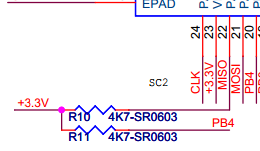 EPAD
24
23
22
21
20
CLK
+3.3V
MISO
MOSI
PB4
SC2
+3.3V
R10 4K7-SR0603
PB4
R11 4K7-SR0603